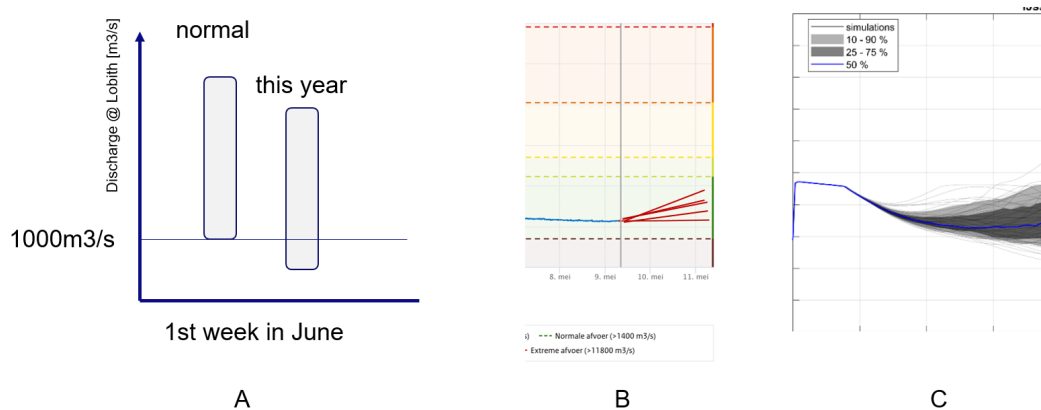 normal
this year
Discharge @ Lobith [m3/s]
1000m3/s
1st week in June
A
8. mei
9. mei
10. mei
11. mei
Normale afvoer (>1400 m3/s)
Extreme afvoer (>11800 m3/s)
B
simulations
10 - 90 %
25 - 75 %
50 %
C